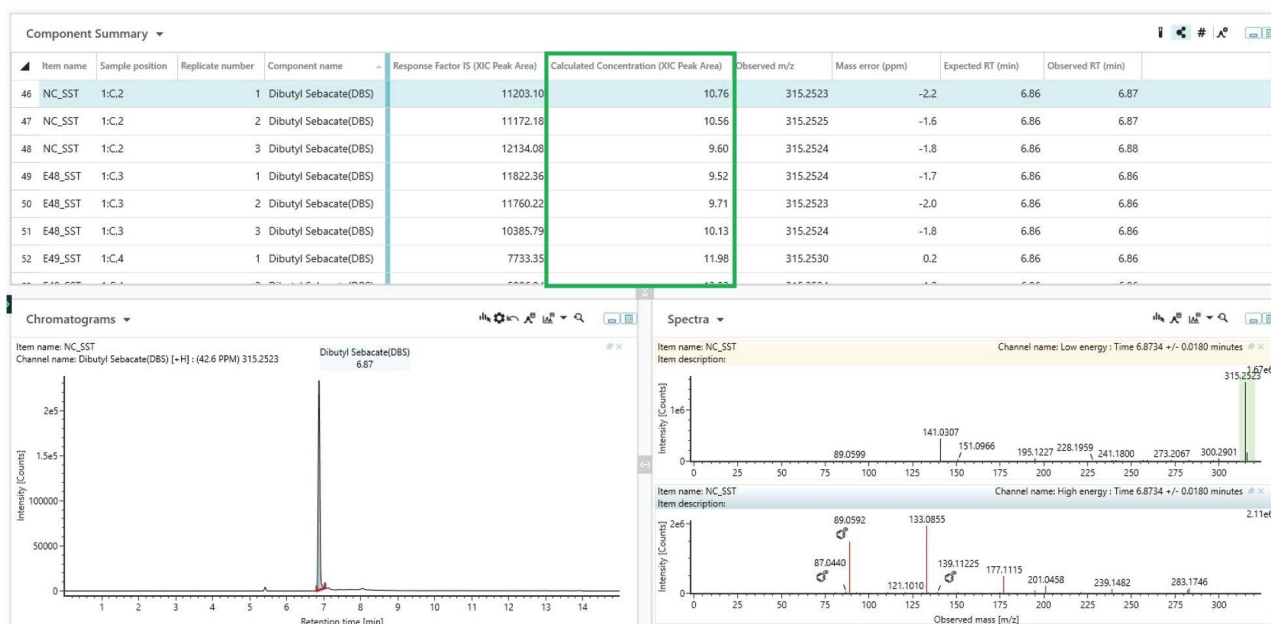 Component Summary
#
Item name Sample position Replicate number Component name Response Factor IS (XIC Peak Area) Calculated Concentration (XIC Peak Area) Observed m/z Mass error (ppm) Expected RT (min) Observed RT (min)
46 NC_SST 1:C,2 1 Dibutyl Sebacate(DBS) 11203.10 10.76 315.2523 -2.2 6.86 6.87
47 NC_SST 1:C,2 2 Dibutyl Sebacate(DBS) 11172.18 10.56 315.2525 -1.6 6.86 6.87
48 NC_SST 1:C,2 3 Dibutyl Sebacate(DBS) 12134.08 9.60 315.2524 -1.8 6.86 6.88
49 E48_SST 1:C,3 1 Dibutyl Sebacate(DBS) 11822.36 9.52 315.2524 -1.7 6.86 6.86
50 E48_SST 1:C,3 2 Dibutyl Sebacate(DBS) 11760.22 9.71 315.2523 -2.0 6.86 6.86
51 E48_SST 1:C,3 3 Dibutyl Sebacate(DBS) 10385.79 10.13 315.2524 -1.8 6.86 6.86
52 E49_SST 1:C,4 1 Dibutyl Sebacate(DBS) 7733.35 11.98 315.2530 0.2 6.86 6.86
Chromatograms
Item name: NC_SST
Channel name: Dibutyl Sebacate(DBS) [+H] : (42.6 PPM) 315.2523
Dibutyl Sebacate(DBS)
6.87
2e5
1.5e5
100000
50000
0
Intensity [Counts]
1 2 3 4 5 6 7 8 9 10 11 12 13 14
Retention time [min]
Spectra
Item name: NC_SST Channel name: Low energy : Time 6.8734 +/- 0.0180 minutes
Item description:
1.67e6
315.2523
1e6
141.0307
151.0966
89.0599 195.1227 228.1959 241.1800 273.2067 300.2901
0
Intensity [Counts]
0 25 50 75 100 125 150 175 200 225 250 275 300
Item name: NC_SST Channel name: High energy : Time 6.8734 +/- 0.0180 minutes
Item description:
2.11e6
2e6
89.0592 133.0855
87.0440 139.11225 177.1115
121.1010 201.0458 239.1482 283.1746
0
Intensity [Counts]
0 25 50 75 100 125 150 175 200 225 250 275 300
Observed mass [m/z]